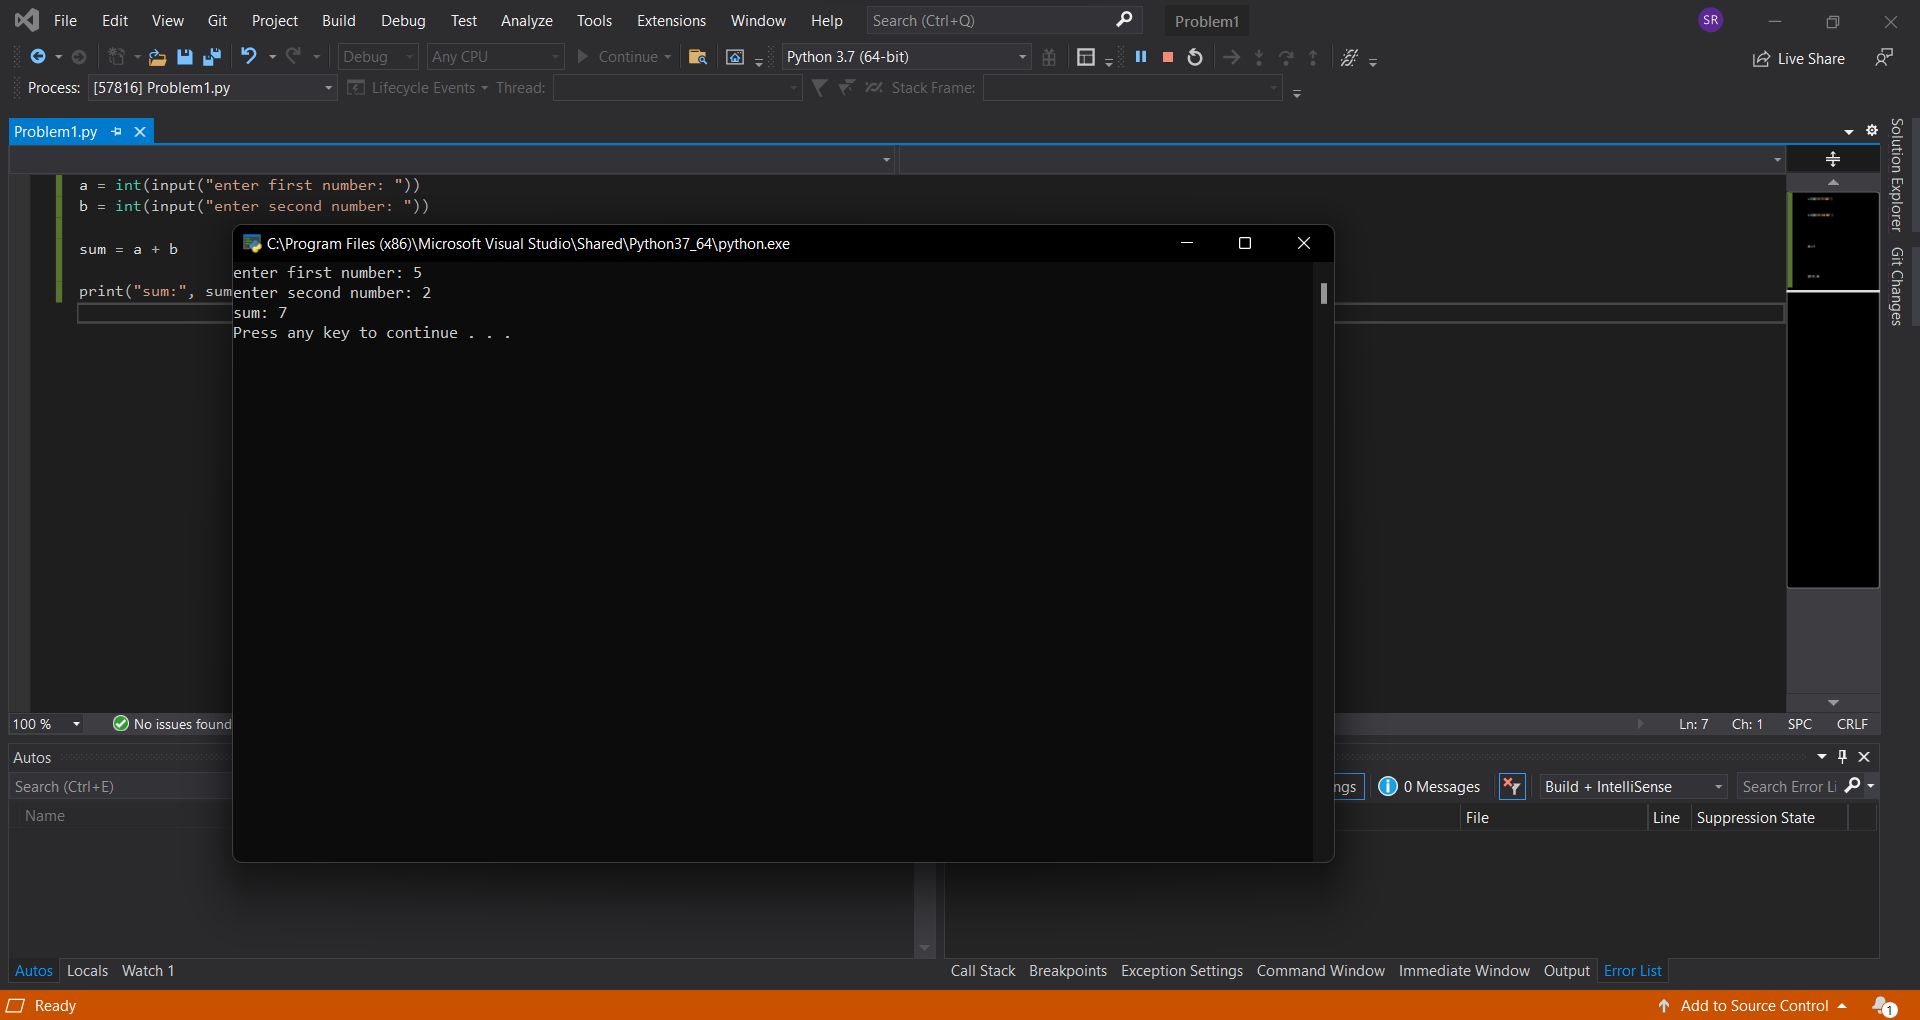 File Edit View Git Project Build Debug Test Analyze Tools Extensions Window Help Search (Ctrl+Q) Problem1 SR
Debug Any CPU Continue Python 3.7 (64-bit) Live Share
Process: [57816] Problem1.py Lifecycle Events Thread: Stack Frame:
Problem1.py
a = int(input("enter first number: "))
b = int(input("enter second number: "))
sum = a + b
print("sum:", sum
C:\Program Files (x86)\Microsoft Visual Studio\Shared\Python37_64\python.exe
enter first number: 5
enter second number: 2
sum: 7
Press any key to continue . . .
Solution Explorer
Git Changes
100 % No issues found Ln: 7 Ch: 1 SPC CRLF
Autos
Search (Ctrl+E)
Name
ngs 0 Messages Build + IntelliSense Search Error Li
File Line Suppression State
Autos Locals Watch 1
Call Stack Breakpoints Exception Settings Command Window Immediate Window Output Error List
Ready Add to Source Control 1